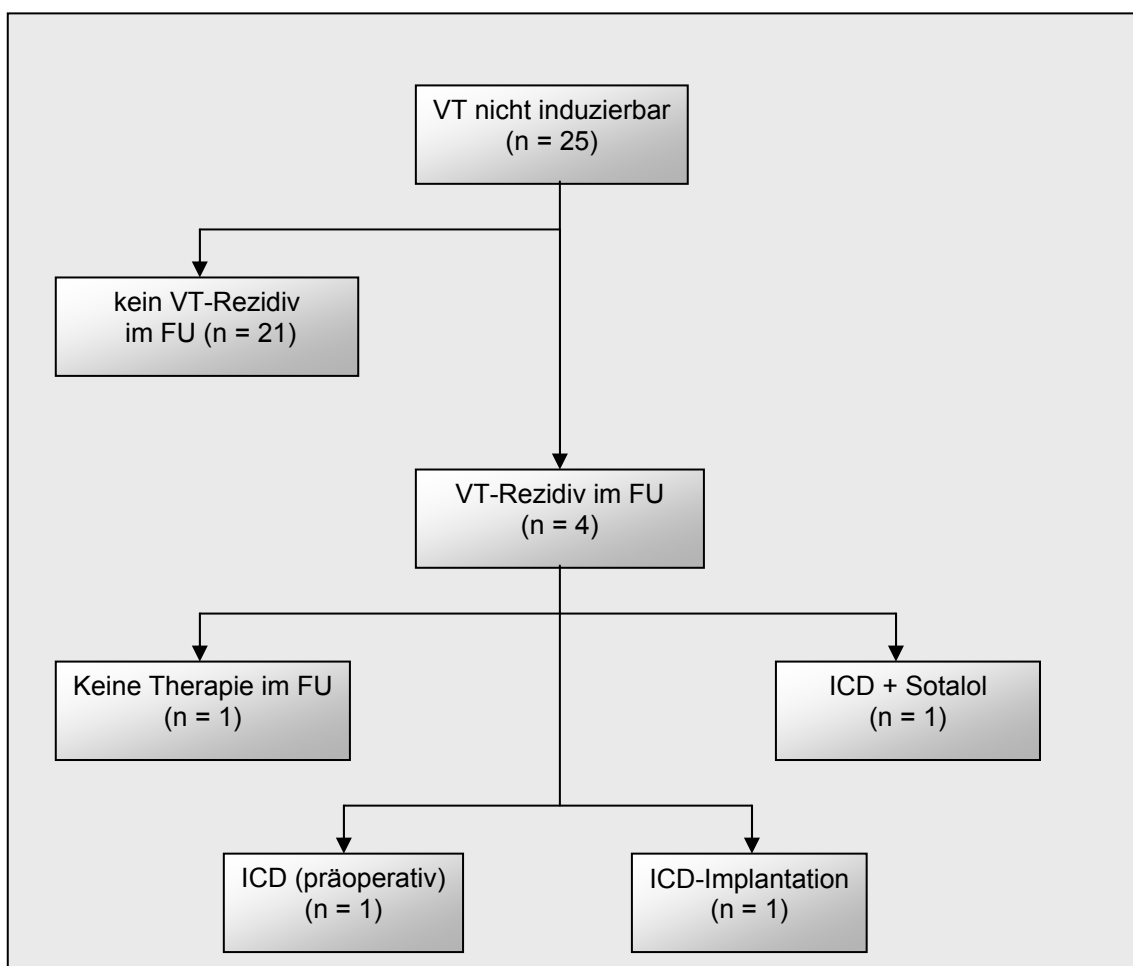 VT nicht induzierbar
(n = 25)
kein VT-Rezidiv
im FU (n = 21)
VT-Rezidiv im FU
(n = 4)
Keine Therapie im FU
(n = 1)
ICD + Sotalol
(n = 1)
ICD (präoperativ)
(n = 1)
ICD-Implantation
(n = 1)